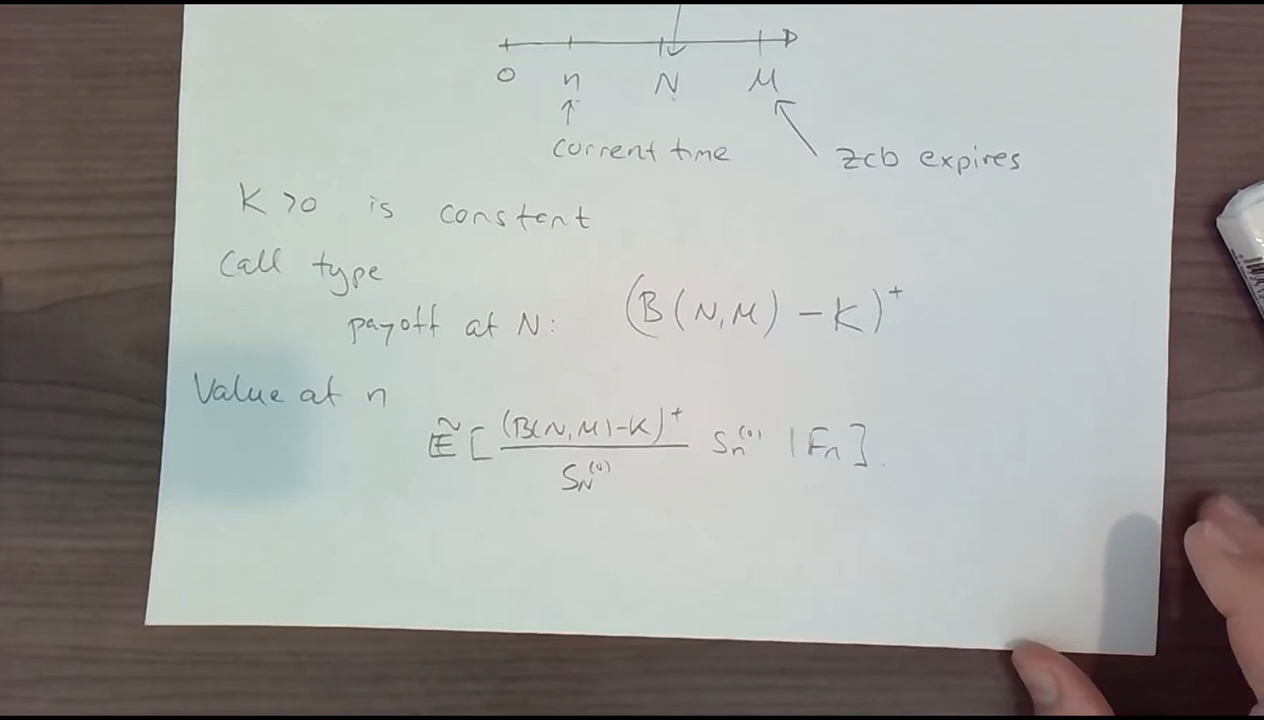 0 n N M
current time zcb expires
K > 0 is constant
Call type
payoff at N: (B(N,M) - K)⁺
Value at n
Ẽ[ (B(N,M)-K)⁺ / S_N^{(0)} S_n^{(0)} | F_n ].